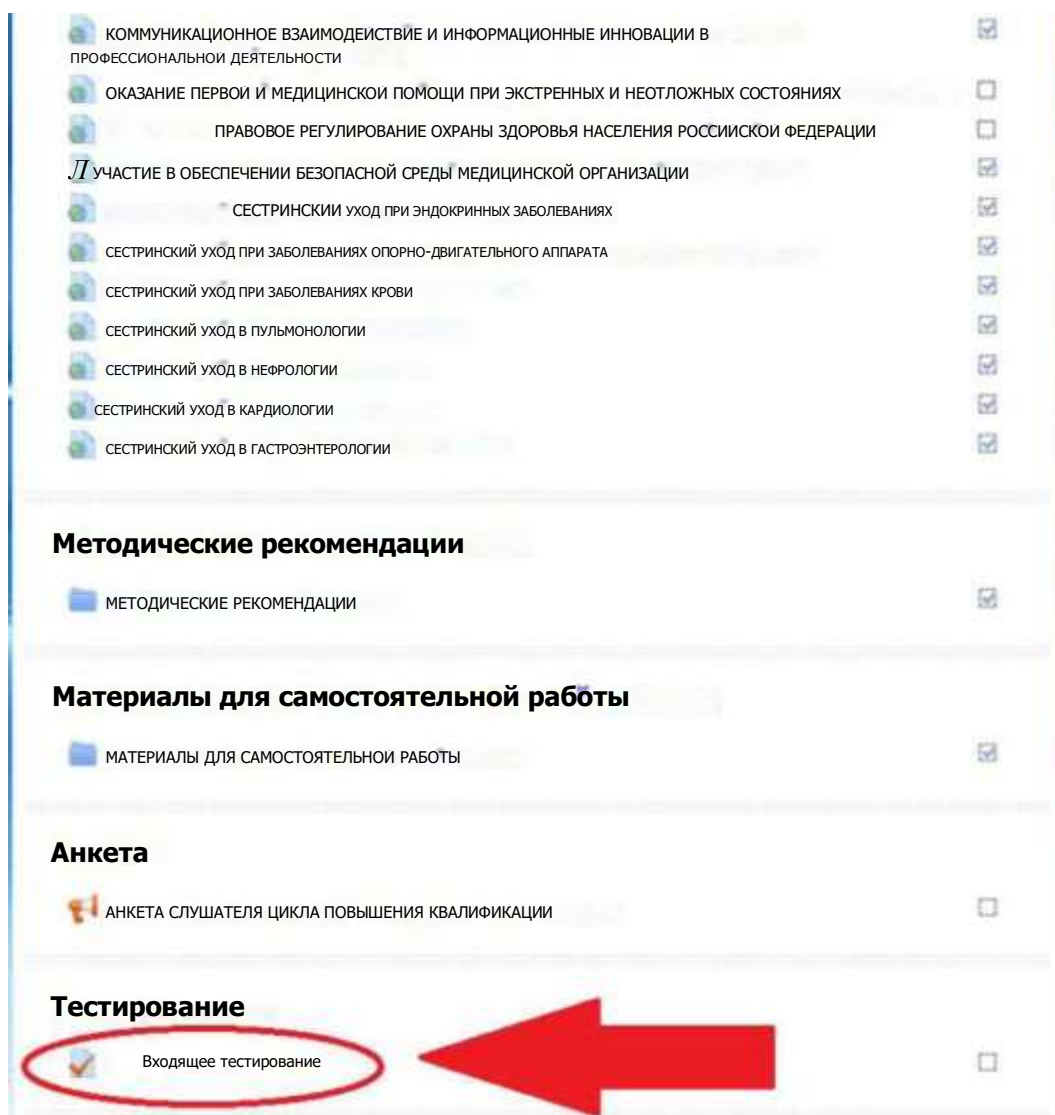 КОММУНИКАЦИОННОЕ ВЗАИМОДЕИСТВИЕ И ИНФОРМАЦИОННЫЕ ИННОВАЦИИ В
ПРОФЕССИОНАЛЬНОИ ДЕЯТЕЛЬНОСТИ
ОКАЗАНИЕ ПЕРВОИ И МЕДИЦИНСКОИ ПОМОЩИ ПРИ ЭКСТРЕННЫХ И НЕОТЛОЖНЫХ СОСТОЯНИЯХ
ПРАВОВОЕ РЕГУЛИРОВАНИЕ ОХРАНЫ ЗДОРОВЬЯ НАСЕЛЕНИЯ РОССИИСКОИ ФЕДЕРАЦИИ
Л УЧАСТИЕ В ОБЕСПЕЧЕНИИ БЕЗОПАСНОЙ СРЕДЫ МЕДИЦИНСКОЙ ОРГАНИЗАЦИИ
СЕСТРИНСКИИ УХОД ПРИ ЭНДОКРИННЫХ ЗАБОЛЕВАНИЯХ
СЕСТРИНСКИЙ УХОД ПРИ ЗАБОЛЕВАНИЯХ ОПОРНО-ДВИГАТЕЛЬНОГО АППАРАТА
СЕСТРИНСКИЙ УХОД ПРИ ЗАБОЛЕВАНИЯХ КРОВИ
СЕСТРИНСКИЙ УХОД В ПУЛЬМОНОЛОГИИ
СЕСТРИНСКИЙ УХОД В НЕФРОЛОГИИ
СЕСТРИНСКИЙ УХОД В КАРДИОЛОГИИ
СЕСТРИНСКИЙ УХОД В ГАСТРОЭНТЕРОЛОГИИ
Методические рекомендации
МЕТОДИЧЕСКИЕ РЕКОМЕНДАЦИИ
Материалы для самостоятельной работы
МАТЕРИАЛЫ ДЛЯ САМОСТОЯТЕЛЬНОИ РАБОТЫ
Анкета
АНКЕТА СЛУШАТЕЛЯ ЦИКЛА ПОВЫШЕНИЯ КВАЛИФИКАЦИИ
Тестирование
Входящее тестирование